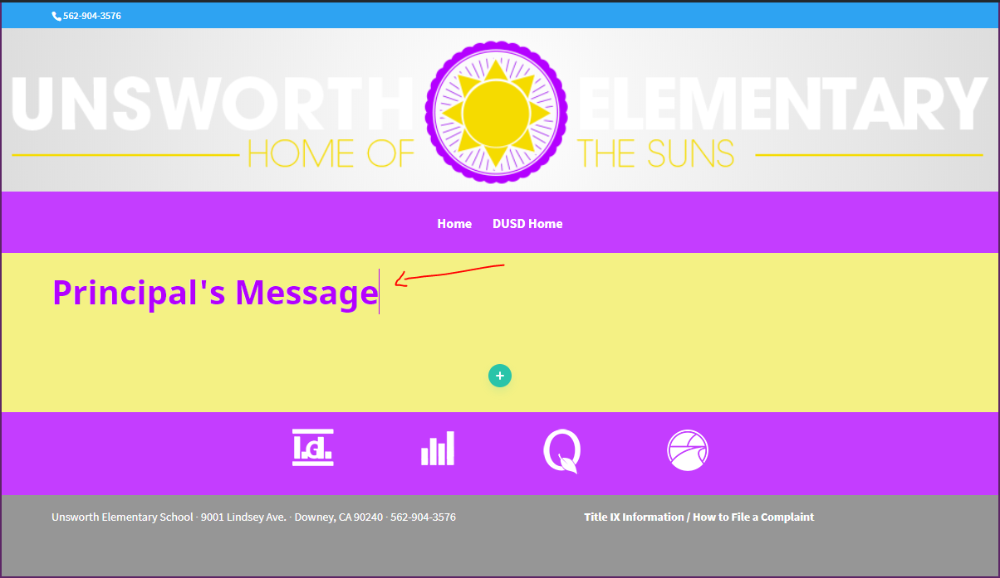 562-904-3576
UNSWORTH ELEMENTARY
HOME OF THE SUNS
Home DUSD Home
Principal's Message
+
I.G.I.
Q
Unsworth Elementary School · 9001 Lindsey Ave. · Downey, CA 90240 · 562-904-3576
Title IX Information / How to File a Complaint